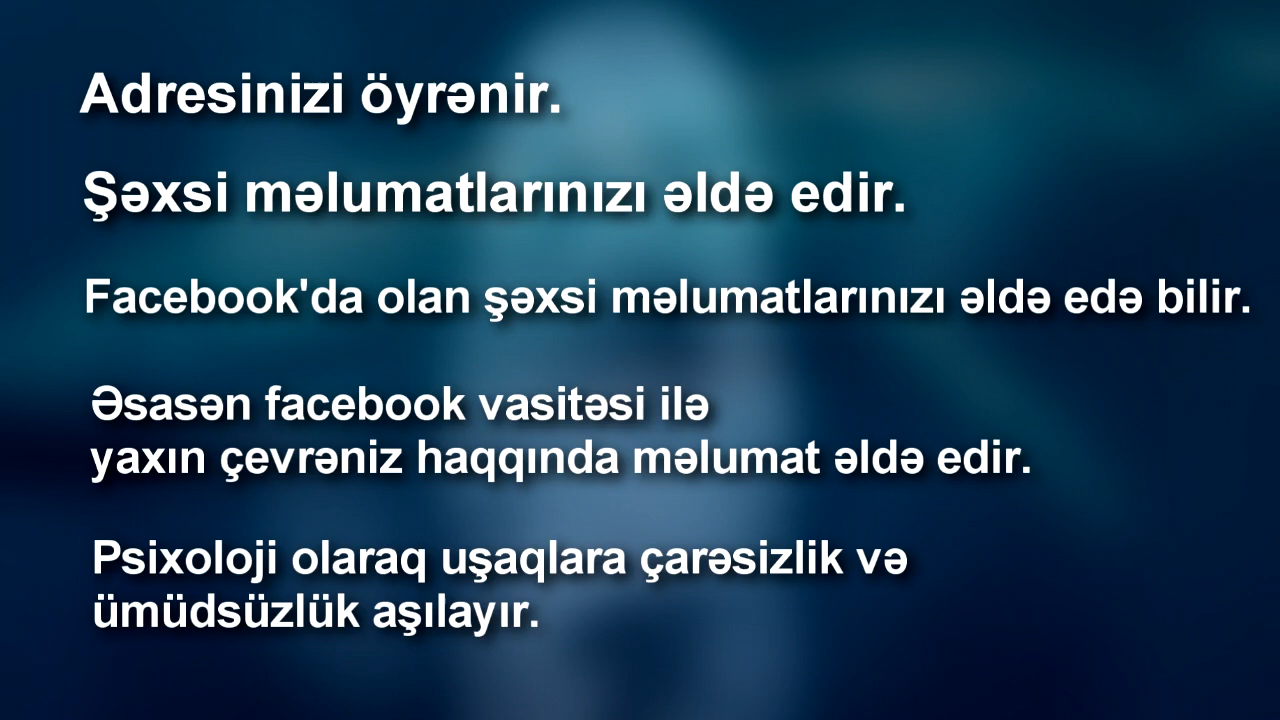 Adresinizi öyrənir.
Şəxsi məlumatlarınızı əldə edir.
Facebook'da olan şəxsi məlumatlarınızı əldə edə bilir.
Əsasən facebook vasitəsi ilə
yaxın çevrəniz haqqında məlumat əldə edir.
Psixoloji olaraq uşaqlara çarəsizlik və
ümüdsüzlük aşılayır.